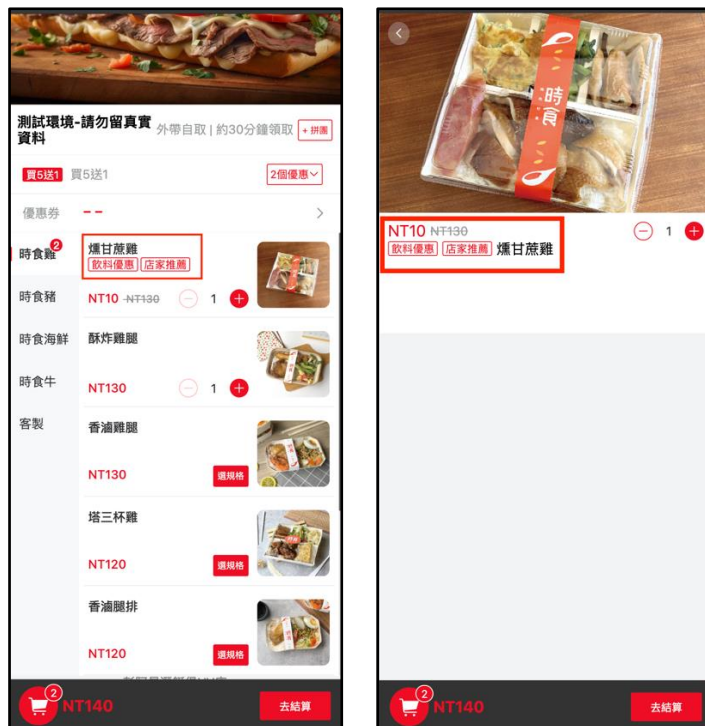 測試環境-請勿留真實資料
外帶自取 | 約30分鐘領取
+ 拼團
買5送1 買5送1
2個優惠
優惠券 --
時食雞 2
時食豬
時食海鮮
時食牛
客製
燻甘蔗雞
飲料優惠 店家推薦
NT10 NT130 1
酥炸雞腿
NT130 1
香滷雞腿
NT130 選規格
塔三杯雞
NT120 選規格
香滷腿排
NT120 選規格
2 NT140 去結算
時食
NT10 NT130 1
飲料優惠 店家推薦 燻甘蔗雞
2 NT140 去結算